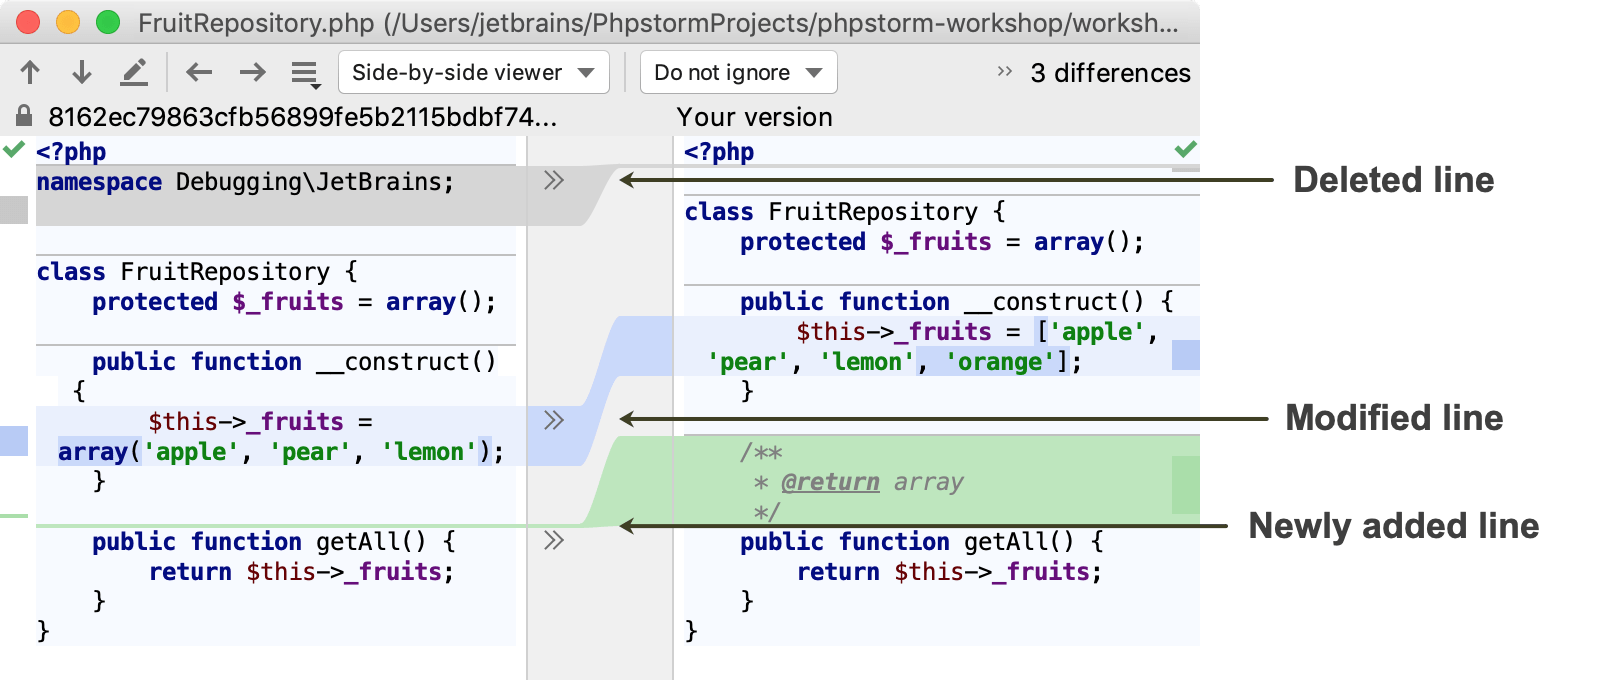 FruitRepository.php (/Users/jetbrains/PhpstormProjects/phpstorm-workshop/worksh...
Side-by-side viewer
Do not ignore
3 differences
8162ec79863cfb56899fe5b2115bdbf74...
Your version
<?php
namespace Debugging\JetBrains;
class FruitRepository {
protected $_fruits = array();
public function __construct()
{
$this->_fruits =
array('apple', 'pear', 'lemon');
}
public function getAll() {
return $this->_fruits;
}
}
<?php
class FruitRepository {
protected $_fruits = array();
public function __construct() {
$this->_fruits = ['apple',
'pear', 'lemon', 'orange'];
}
/**
* @return array
*/
public function getAll() {
return $this->_fruits;
}
}
Deleted line
Modified line
Newly added line